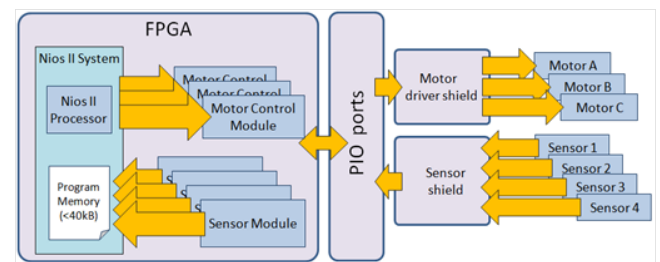 FPGA
Nios II System
Nios II
Processor
Program
Memory
(<40kB)
Motor Control
Motor Control
Motor Control
Module
S
S
S
Sensor Module
PIO ports
Motor
driver shield
Motor A
Motor B
Motor C
Sensor
shield
Sensor 1
Sensor 2
Sensor 3
Sensor 4